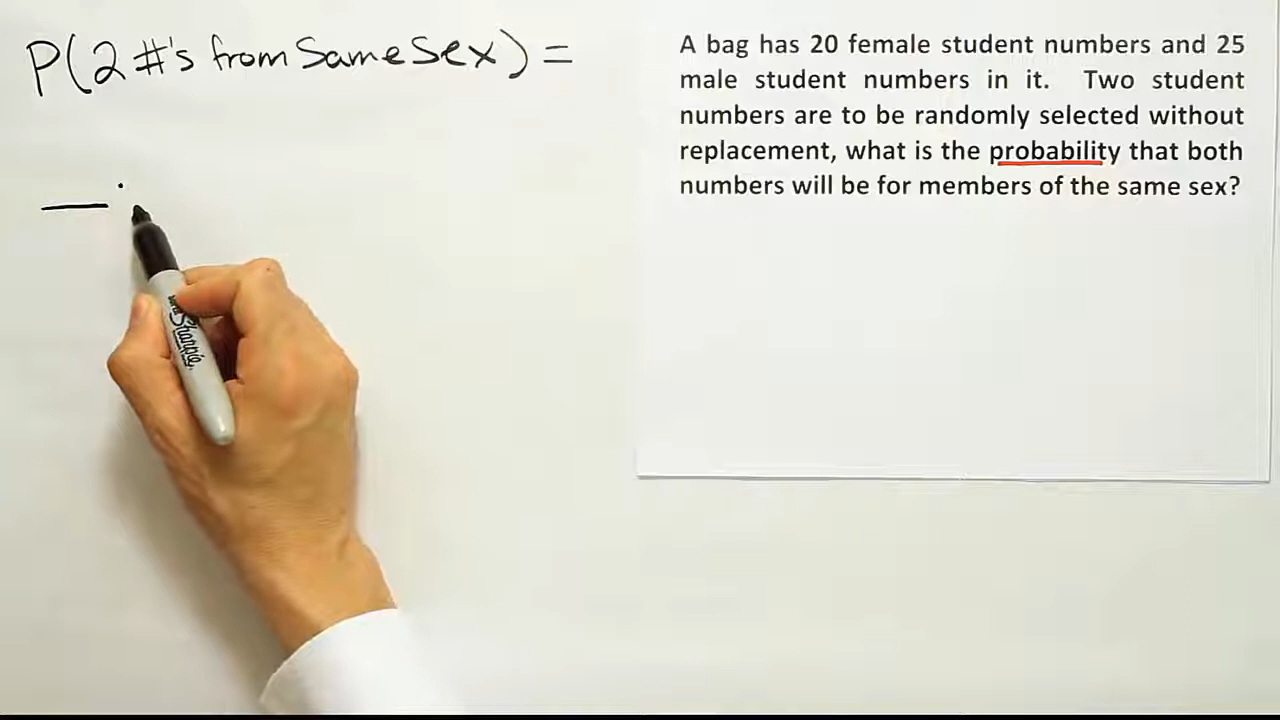 P(2 #'s from Same Sex) =
A bag has 20 female student numbers and 25
male student numbers in it. Two student
numbers are to be randomly selected without
replacement, what is the probability that both
numbers will be for members of the same sex?
Sharpie